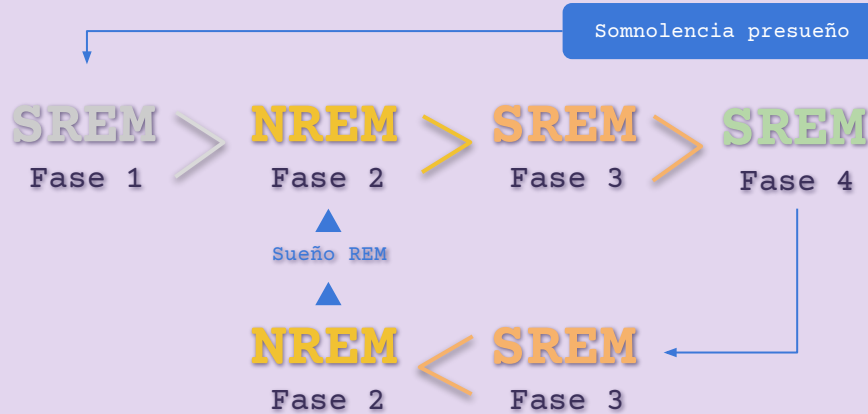 Somnolencia presueño
SREM > NREM > SREM > SREM
Fase 1 Fase 2 Fase 3 Fase 4
Sueño REM
NREM < SREM
Fase 2 Fase 3